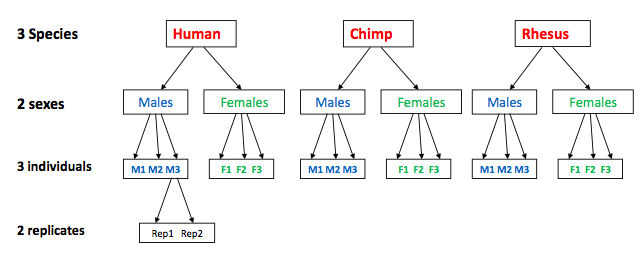 3 Species Human Chimp Rhesus
2 sexes Males Females Males Females Males Females
3 individuals M1 M2 M3 F1 F2 F3 M1 M2 M3 F1 F2 F3 M1 M2 M3 F1 F2 F3
2 replicates Rep1 Rep2